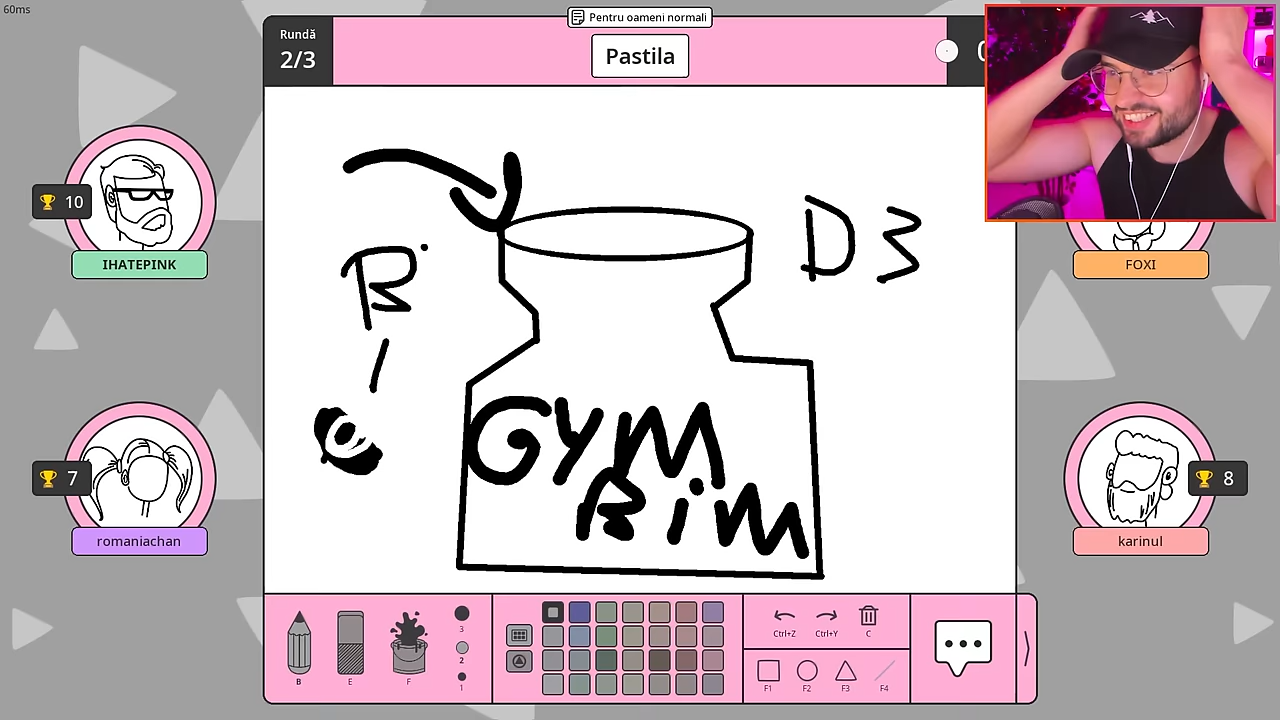 60ms
Pentru oameni normali
Rundă
2/3
Pastila
10
IHATEPINK
FOXI
7
romaniachan
8
karinul
D3
B
GYM
BiM
B
E
F
3
2
1
Ctrl+Z
Ctrl+Y
C
F1
F2
F3
F4